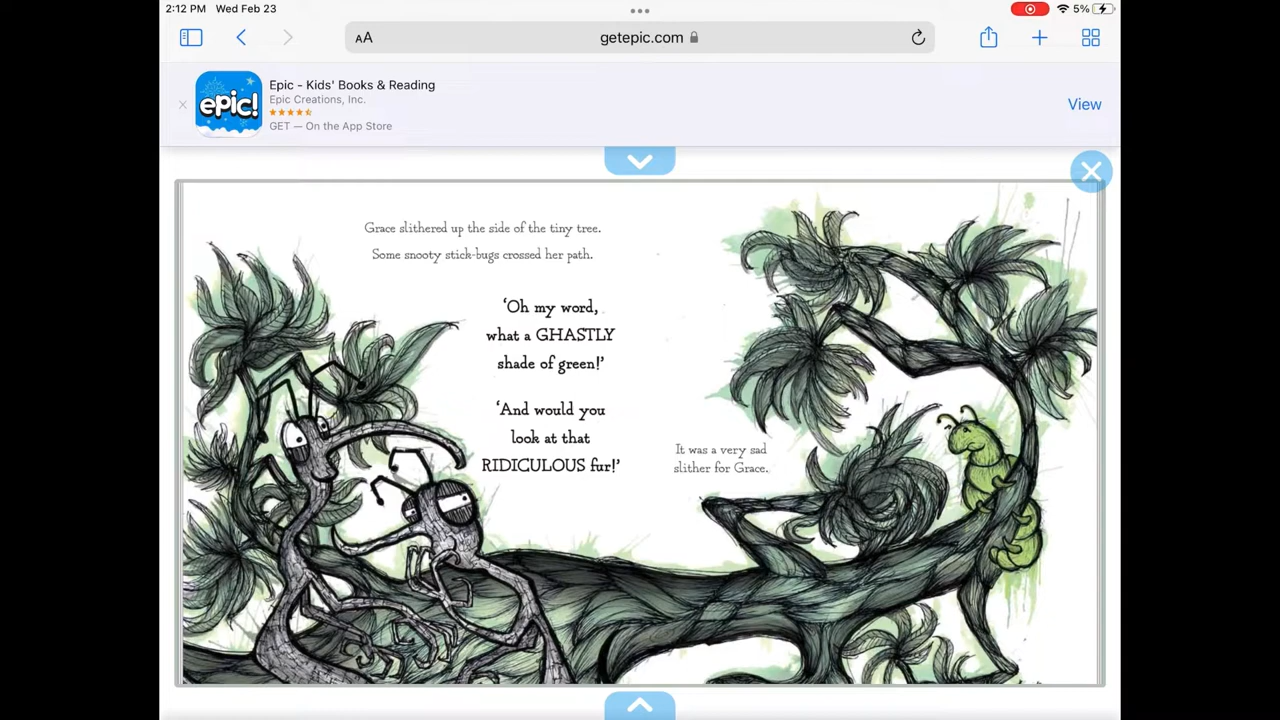 2:12 PM Wed Feb 23
5%
AA
getepic.com
epic!
Epic - Kids' Books & Reading
Epic Creations, Inc.
GET — On the App Store
View
Grace slithered up the side of the tiny tree.
Some snooty stick-bugs crossed her path.
‘Oh my word,
what a GHASTLY
shade of green!’
‘And would you
look at that
RIDICULOUS fur!’
It was a very sad
slither for Grace.